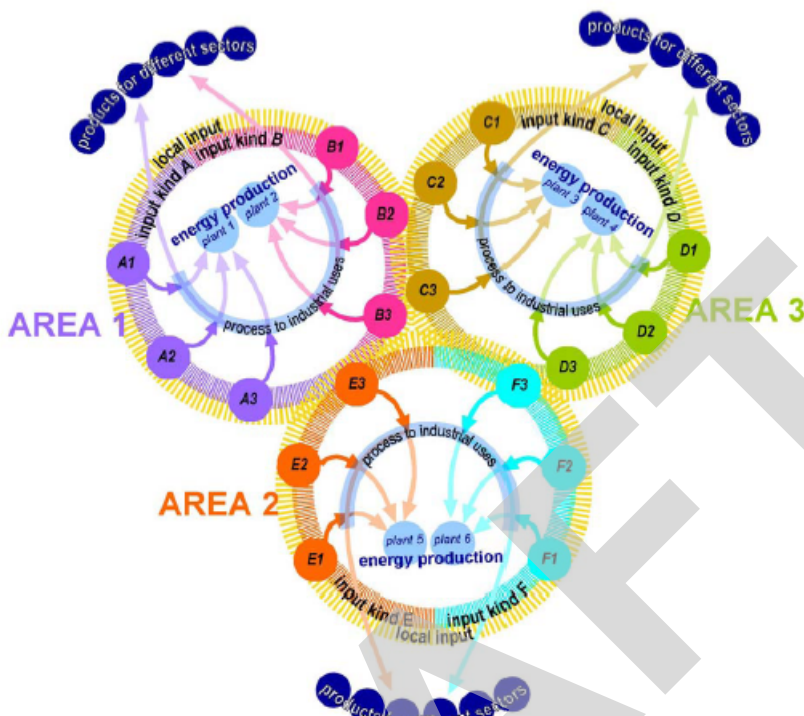 products for different sectors
products for different sectors
local input
input kind A
input kind B
B1
energy production
plant 1
plant 2
B2
A1
process to industrial uses
B3
AREA 1
A2
A3
C1
local input
input kind C
input kind D
C2
energy production
plant 3
plant 4
D1
C3
process to industrial uses
AREA 3
D2
D3
E3
F3
process to industrial uses
E2
F2
AREA 2
plant 5
plant 6
energy production
E1
F1
input kind E
input kind F
local input
products for different sectors